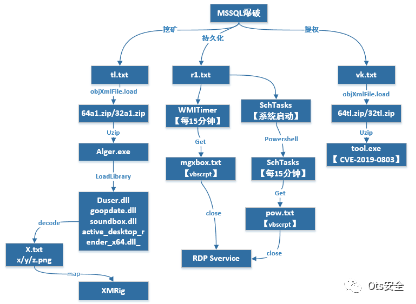 MSSQL爆破
挖矿
持久化
提权
tl.txt
r1.txt
vk.txt
objXmlFile.load
objXmlFile.load
64a1.zip/32a1.zip
WMITimer
【每15分钟】
SchTasks
【系统启动】
64tl.zip/32tl.zip
Uzip
Get
Powershell
Uzip
Alger.exe
mgxbox.txt
【vbscrpt】
SchTasks
【每15分钟】
tool.exe
【CVE-2019-0803】
LoadLibrary
Get
Duser.dll
goopdate.dll
soundbox.dll
active_desktop_r
ender_x64.dll_
pow.txt
【vbscrpt】
decode
close
X.txt
x/y/z.png
RDP Svervice
close
map
XMRig
Ots安全